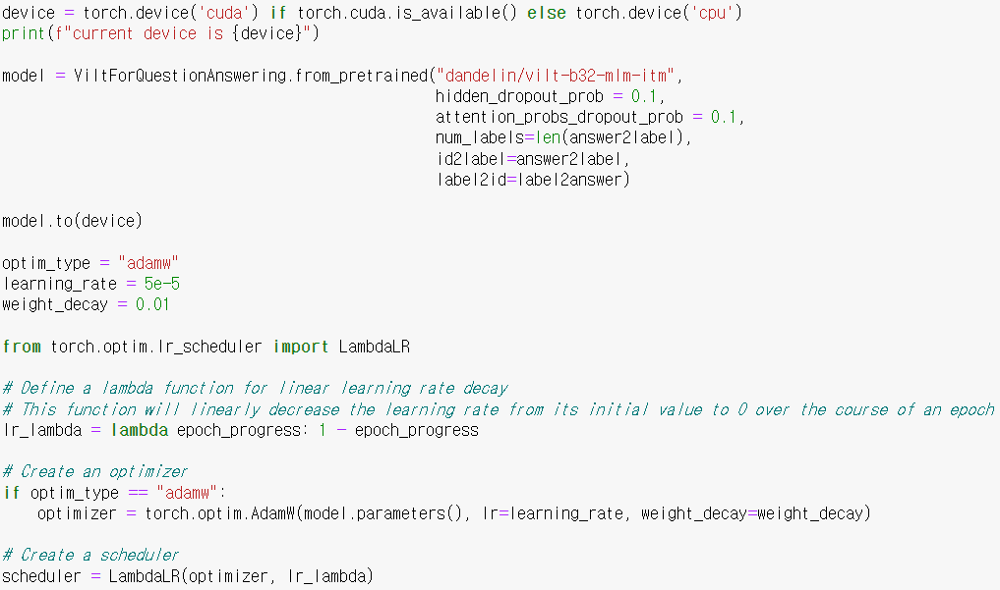 device = torch.device('cuda') if torch.cuda.is_available() else torch.device('cpu')
print(f"current device is {device}")
model = ViltForQuestionAnswering.from_pretrained("dandelin/vilt-b32-mlm-itm",
hidden_dropout_prob = 0.1,
attention_probs_dropout_prob = 0.1,
num_labels=len(answer2label),
id2label=answer2label,
label2id=label2answer)
model.to(device)
optim_type = "adamw"
learning_rate = 5e-5
weight_decay = 0.01
from torch.optim.lr_scheduler import LambdaLR
# Define a lambda function for linear learning rate decay
# This function will linearly decrease the learning rate from its initial value to 0 over the course of an epoch
lr_lambda = lambda epoch_progress: 1 - epoch_progress
# Create an optimizer
if optim_type == "adamw":
optimizer = torch.optim.AdamW(model.parameters(), lr=learning_rate, weight_decay=weight_decay)
# Create a scheduler
scheduler = LambdaLR(optimizer, lr_lambda)